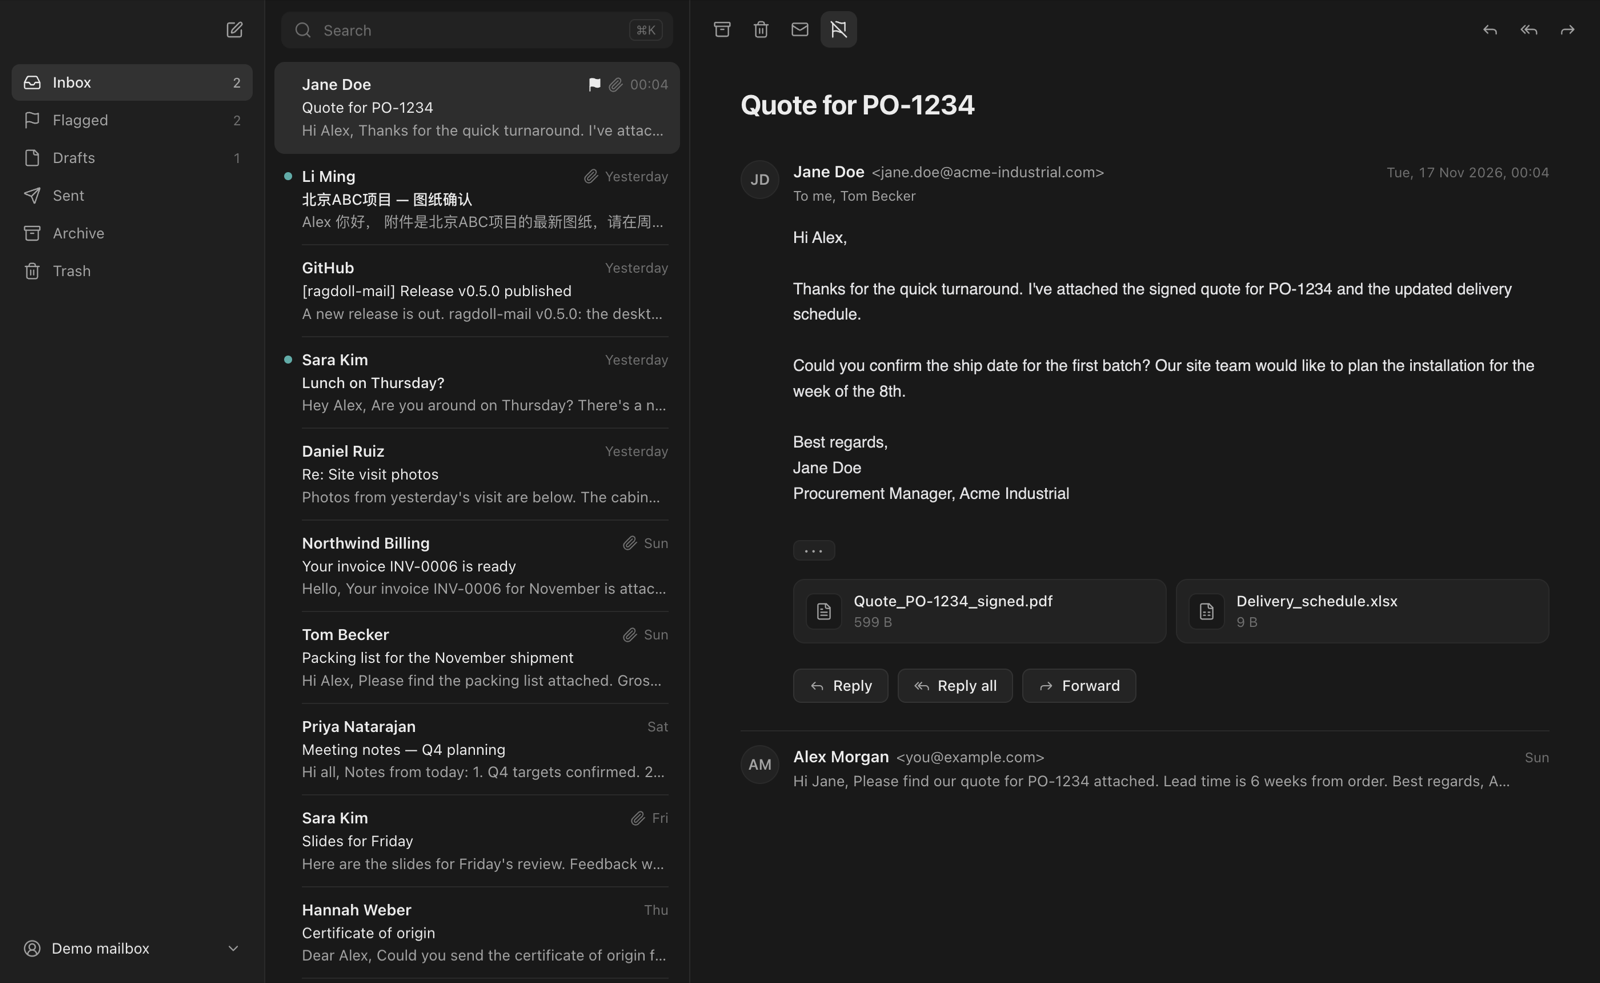 Inbox 2
Flagged 2
Drafts 1
Sent
Archive
Trash
Demo mailbox
Search ⌘K
Jane Doe 00:04
Quote for PO-1234
Hi Alex, Thanks for the quick turnaround. I've attac...
Li Ming Yesterday
北京ABC项目 — 图纸确认
Alex 你好， 附件是北京ABC项目的最新图纸，请在周...
GitHub Yesterday
[ragdoll-mail] Release v0.5.0 published
A new release is out. ragdoll-mail v0.5.0: the deskt...
Sara Kim Yesterday
Lunch on Thursday?
Hey Alex, Are you around on Thursday? There's a n...
Daniel Ruiz Yesterday
Re: Site visit photos
Photos from yesterday's visit are below. The cabin...
Northwind Billing Sun
Your invoice INV-0006 is ready
Hello, Your invoice INV-0006 for November is attac...
Tom Becker Sun
Packing list for the November shipment
Hi Alex, Please find the packing list attached. Gros...
Priya Natarajan Sat
Meeting notes — Q4 planning
Hi all, Notes from today: 1. Q4 targets confirmed. 2...
Sara Kim Fri
Slides for Friday
Here are the slides for Friday's review. Feedback w...
Hannah Weber Thu
Certificate of origin
Dear Alex, Could you send the certificate of origin f...
Quote for PO-1234
JD Jane Doe <jane.doe@acme-industrial.com> Tue, 17 Nov 2026, 00:04
To me, Tom Becker
Hi Alex,
Thanks for the quick turnaround. I've attached the signed quote for PO-1234 and the updated delivery
schedule.
Could you confirm the ship date for the first batch? Our site team would like to plan the installation for the
week of the 8th.
Best regards,
Jane Doe
Procurement Manager, Acme Industrial
...
Quote_PO-1234_signed.pdf
599 B
Delivery_schedule.xlsx
9 B
Reply Reply all Forward
AM Alex Morgan <you@example.com> Sun
Hi Jane, Please find our quote for PO-1234 attached. Lead time is 6 weeks from order. Best regards, A...